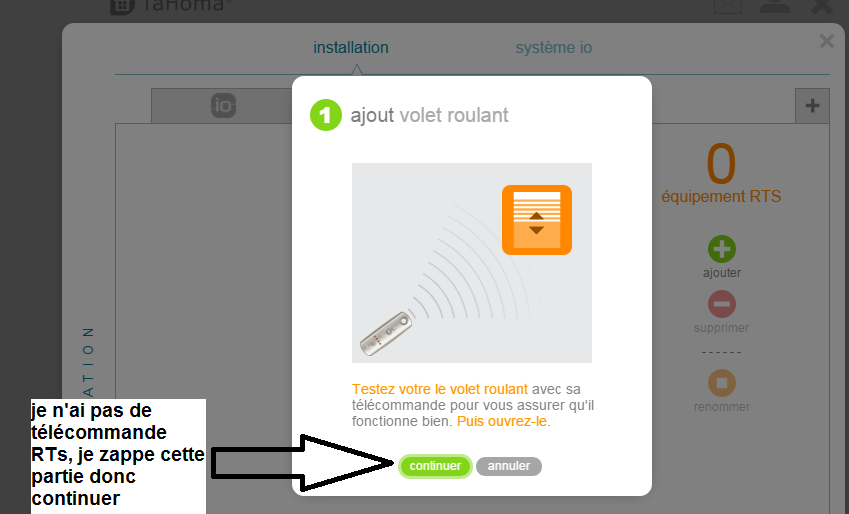 TaHoma®
installation
système io
io
1
ajout volet roulant
0
équipement RTS
ajouter
supprimer
renommer
Testez votre le volet roulant avec sa
télécommande pour vous assurer qu'il
fonctionne bien. Puis ouvrez-le.
continuer
annuler
je n'ai pas de
télécommande
RTs, je zappe cette
partie donc
continuer